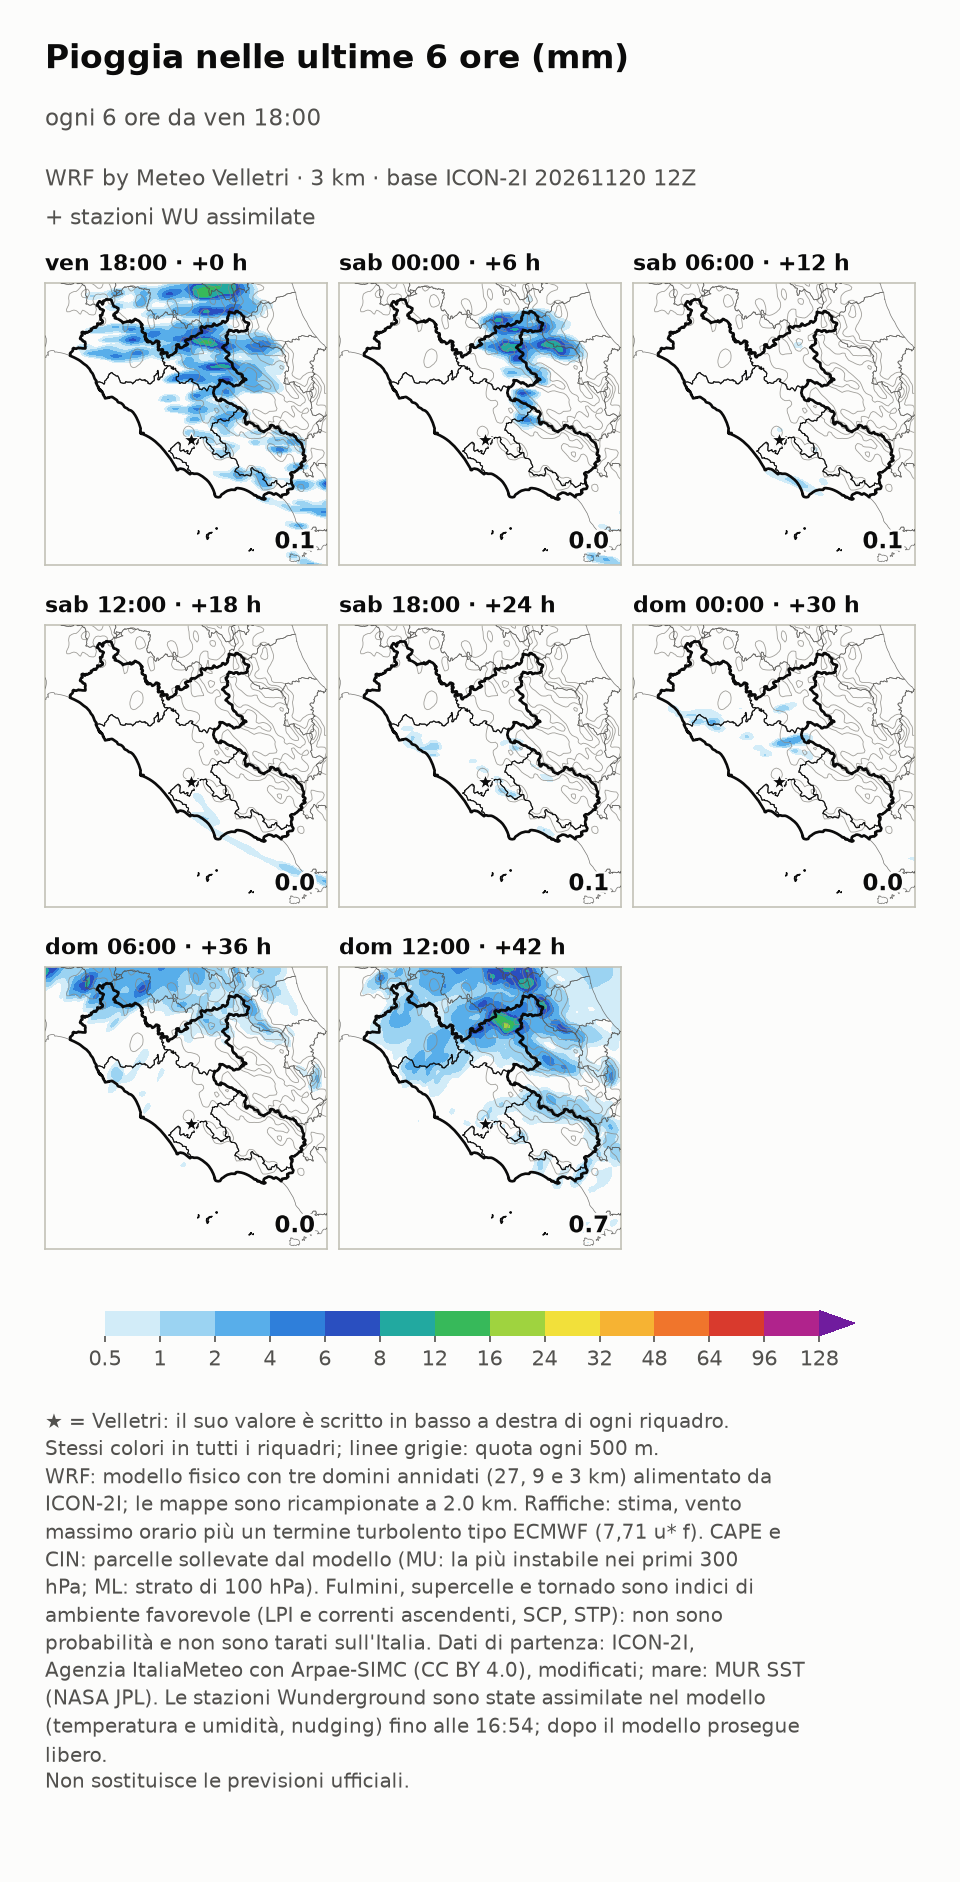 Pioggia nelle ultime 6 ore (mm)
ogni 6 ore da ven 18:00
WRF by Meteo Velletri · 3 km · base ICON-2I 20261120 12Z
+ stazioni WU assimilate
ven 18:00 · +0 h
sab 00:00 · +6 h
sab 06:00 · +12 h
0.1
0.0
0.1
sab 12:00 · +18 h
sab 18:00 · +24 h
dom 00:00 · +30 h
0.0
0.1
0.0
dom 06:00 · +36 h
dom 12:00 · +42 h
0.0
0.7
0.5 1 2 4 6 8 12 16 24 32 48 64 96 128
★ = Velletri: il suo valore è scritto in basso a destra di ogni riquadro.
Stessi colori in tutti i riquadri; linee grigie: quota ogni 500 m.
WRF: modello fisico con tre domini annidati (27, 9 e 3 km) alimentato da
ICON-2I; le mappe sono ricampionate a 2.0 km. Raffiche: stima, vento
massimo orario più un termine turbolento tipo ECMWF (7,71 u* f). CAPE e
CIN: parcelle sollevate dal modello (MU: la più instabile nei primi 300
hPa; ML: strato di 100 hPa). Fulmini, supercelle e tornado sono indici di
ambiente favorevole (LPI e correnti ascendenti, SCP, STP): non sono
probabilità e non sono tarati sull'Italia. Dati di partenza: ICON-2I,
Agenzia ItaliaMeteo con Arpae-SIMC (CC BY 4.0), modificati; mare: MUR SST
(NASA JPL). Le stazioni Wunderground sono state assimilate nel modello
(temperatura e umidità, nudging) fino alle 16:54; dopo il modello prosegue
libero.
Non sostituisce le previsioni ufficiali.